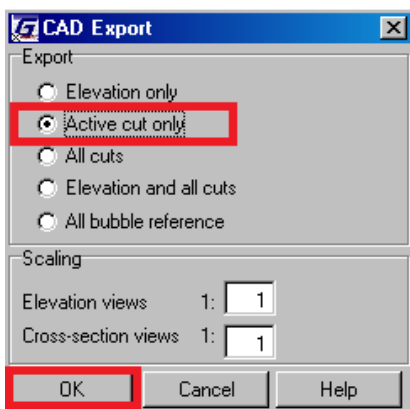 CAD Export
Export
Elevation only
Active cut only
All cuts
Elevation and all cuts
All bubble reference
Scaling
Elevation views 1: 1
Cross-section views 1: 1
OK Cancel Help